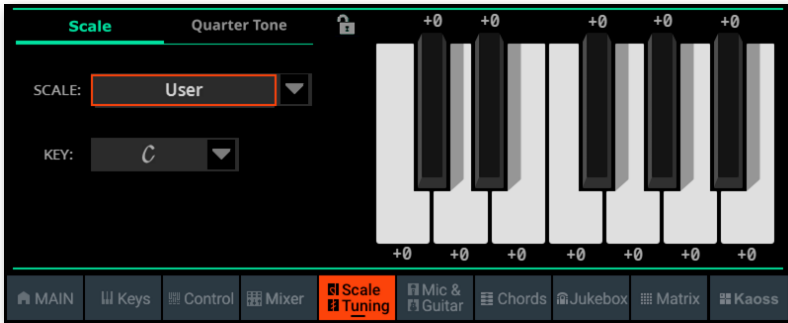 Scale
Quarter Tone
+0 +0 +0 +0 +0
SCALE: User
KEY: C
+0 +0 +0 +0 +0 +0 +0
MAIN
Keys
Control
Mixer
Scale
Tuning
Mic &
Guitar
Chords
Jukebox
Matrix
Kaoss